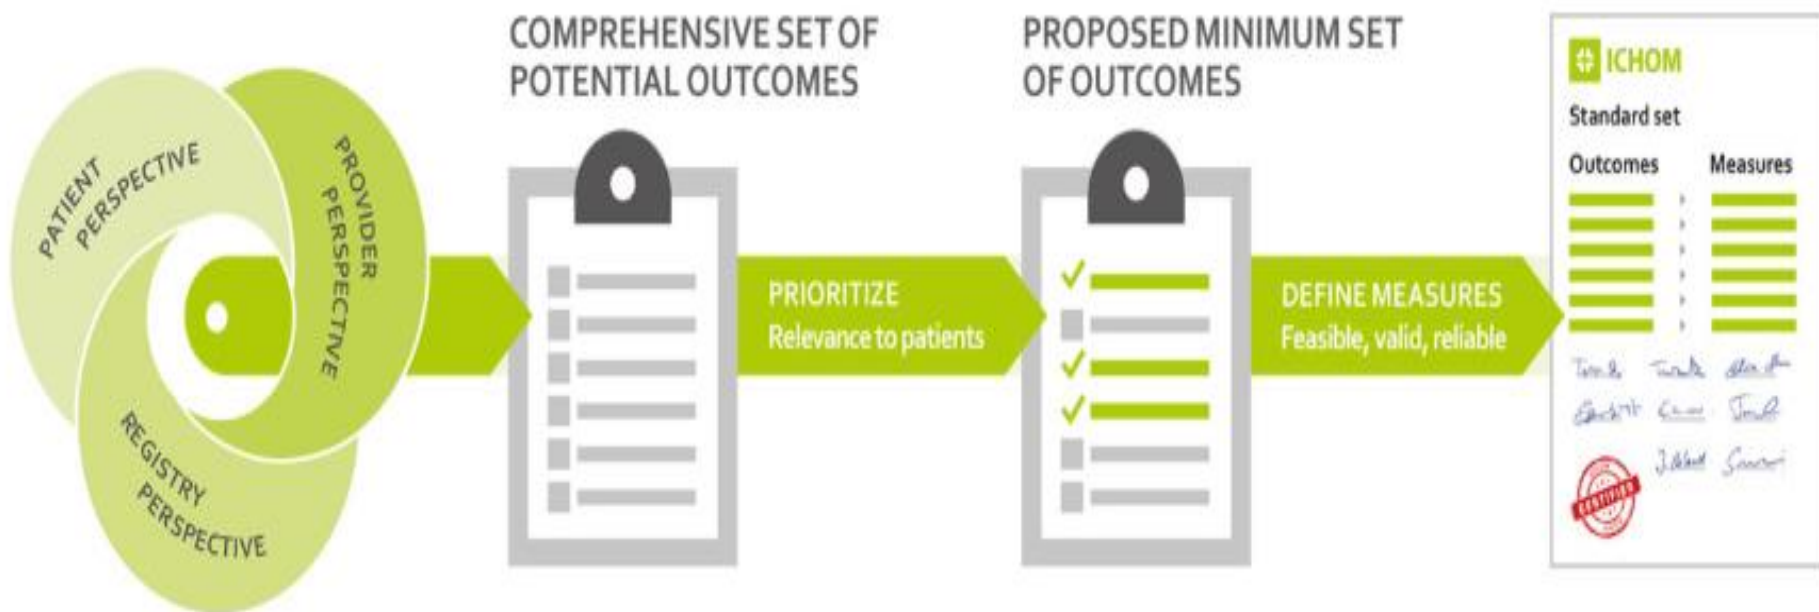 PATIENT
PERSPECTIVE
PROVIDER
PERSPECTIVE
REGISTRY
PERSPECTIVE
COMPREHENSIVE SET OF
POTENTIAL OUTCOMES
PRIORITIZE
Relevance to patients
PROPOSED MINIMUM SET
OF OUTCOMES
DEFINE MEASURES
Feasible, valid, reliable
ICHOM
Standard set
Outcomes Measures
CERTIFIED